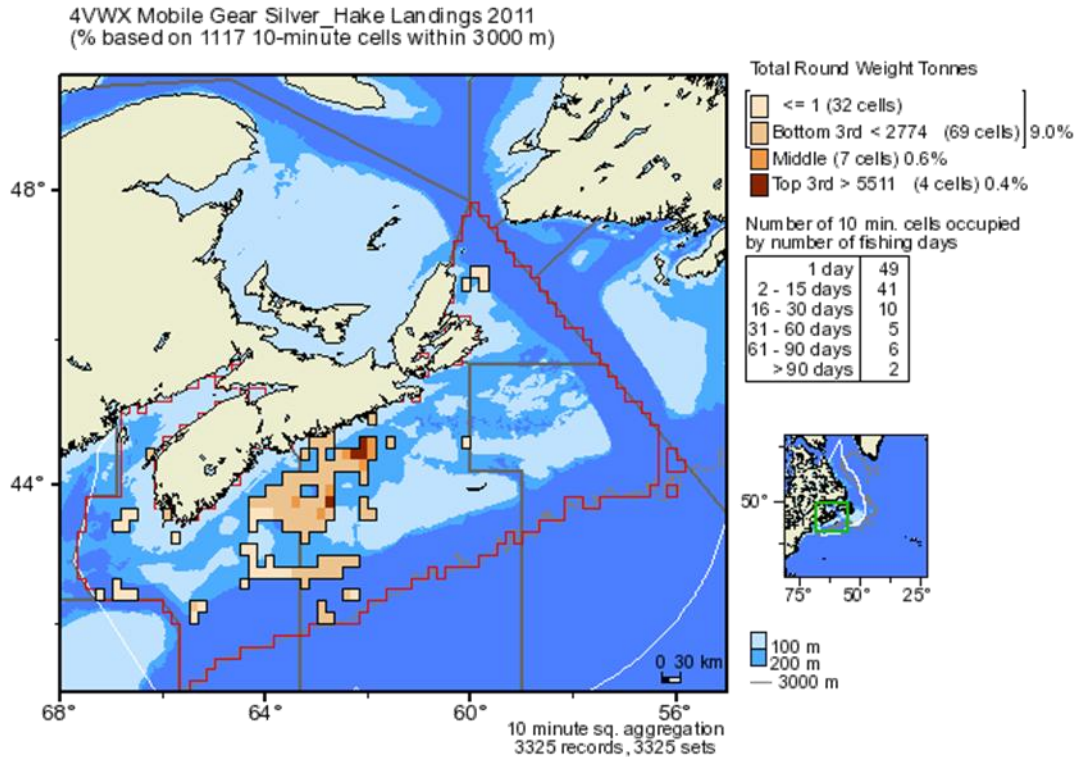 4VWX Mobile Gear Silver_Hake Landings 2011
(% based on 1117 10-minute cells within 3000 m)
Total Round Weight Tonnes
<= 1 (32 cells)
Bottom 3rd < 2774 (69 cells) 9.0%
Middle (7 cells) 0.6%
Top 3rd > 5511 (4 cells) 0.4%
Number of 10 min. cells occupied
by number of fishing days
1 day 49
2 - 15 days 41
16 - 30 days 10
31 - 60 days 5
61 - 90 days 6
> 90 days 2
48°
44°
0 30 km
68 64° 60° 56°
10 minute sq. aggregation
3325 records, 3325 sets
50°
75° 50° 25°
100 m
200 m
3000 m